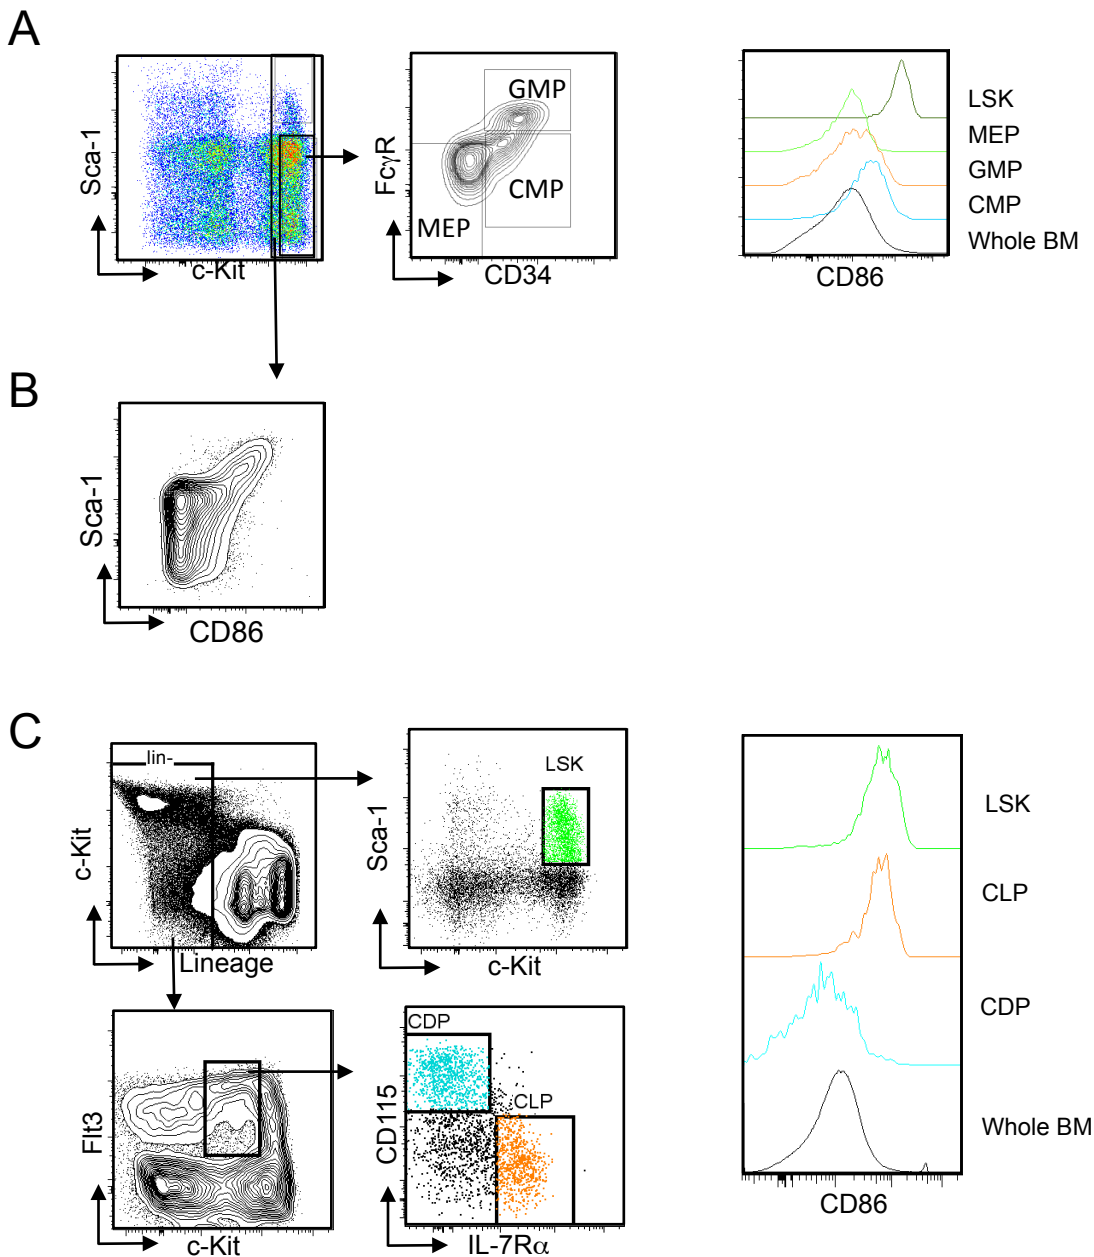 A
Sca-1
c-Kit
FcγR
GMP
CMP
MEP
CD34
LSK
MEP
GMP
CMP
Whole BM
CD86
B
Sca-1
CD86
C
lin-
c-Kit
Lineage
LSK
Sca-1
c-Kit
Flt3
c-Kit
CDP
CLP
CD115
IL-7Rα
LSK
CLP
CDP
Whole BM
CD86